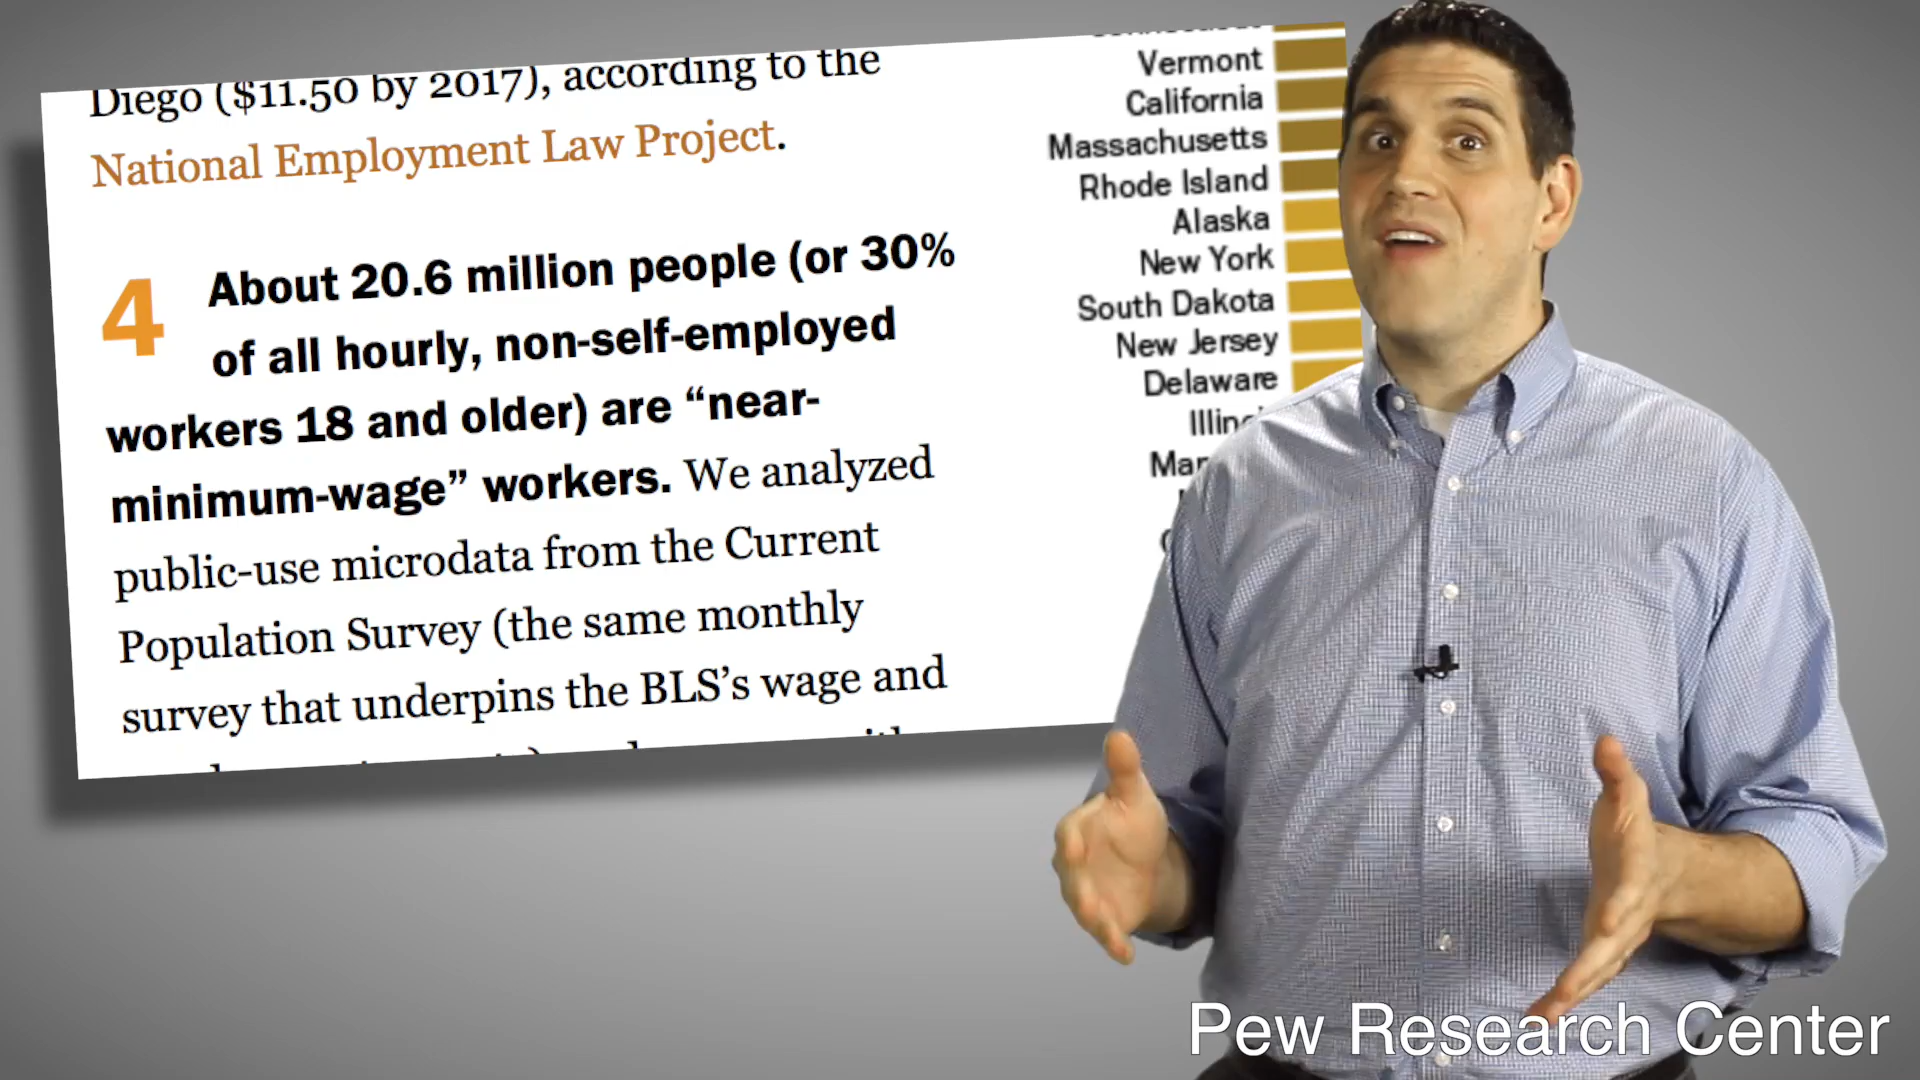 Diego ($11.50 by 2017), according to the
National Employment Law Project.
4 About 20.6 million people (or 30%
of all hourly, non-self-employed
workers 18 and older) are “near-
minimum-wage” workers. We analyzed
public-use microdata from the Current
Population Survey (the same monthly
survey that underpins the BLS’s wage and
Vermont
California
Massachusetts
Rhode Island
Alaska
New York
South Dakota
New Jersey
Delaware
Pew Research Center